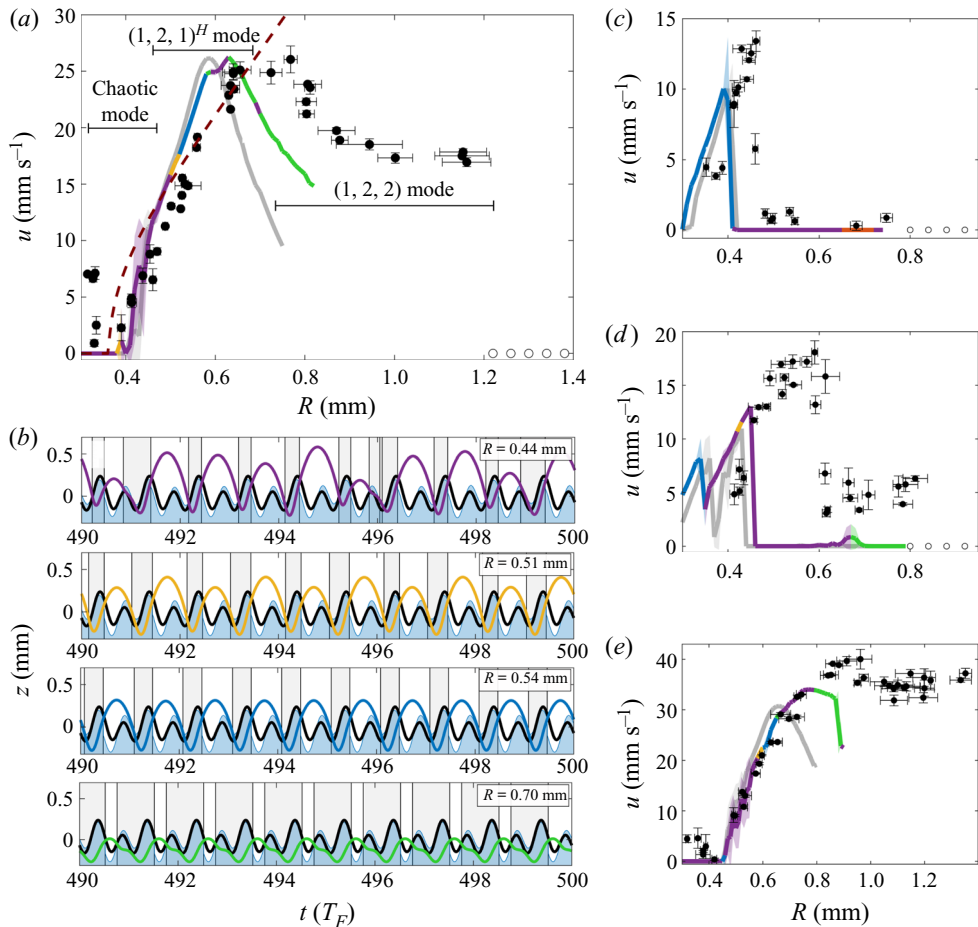 (a)
30
25
20
15
10
5
0
u (mm s⁻¹)
(1, 2, 1)ᴴ mode
Chaotic
mode
(1, 2, 2) mode
0.4 0.6 0.8 1.0 1.2 1.4
R (mm)
(b)
z (mm)
0.5
0
R = 0.44 mm
490 492 494 496 498 500
0.5
0
R = 0.51 mm
490 492 494 496 498 500
0.5
0
R = 0.54 mm
490 492 494 496 498 500
0.5
0
R = 0.70 mm
490 492 494 496 498 500
t (T_F)
(c)
15
10
5
0
u (mm s⁻¹)
0.4 0.6 0.8 1.0
(d)
20
15
10
5
0
u (mm s⁻¹)
0.4 0.6 0.8 1.0
(e)
40
30
20
10
0
u (mm s⁻¹)
0.4 0.6 0.8 1.0 1.2
R (mm)